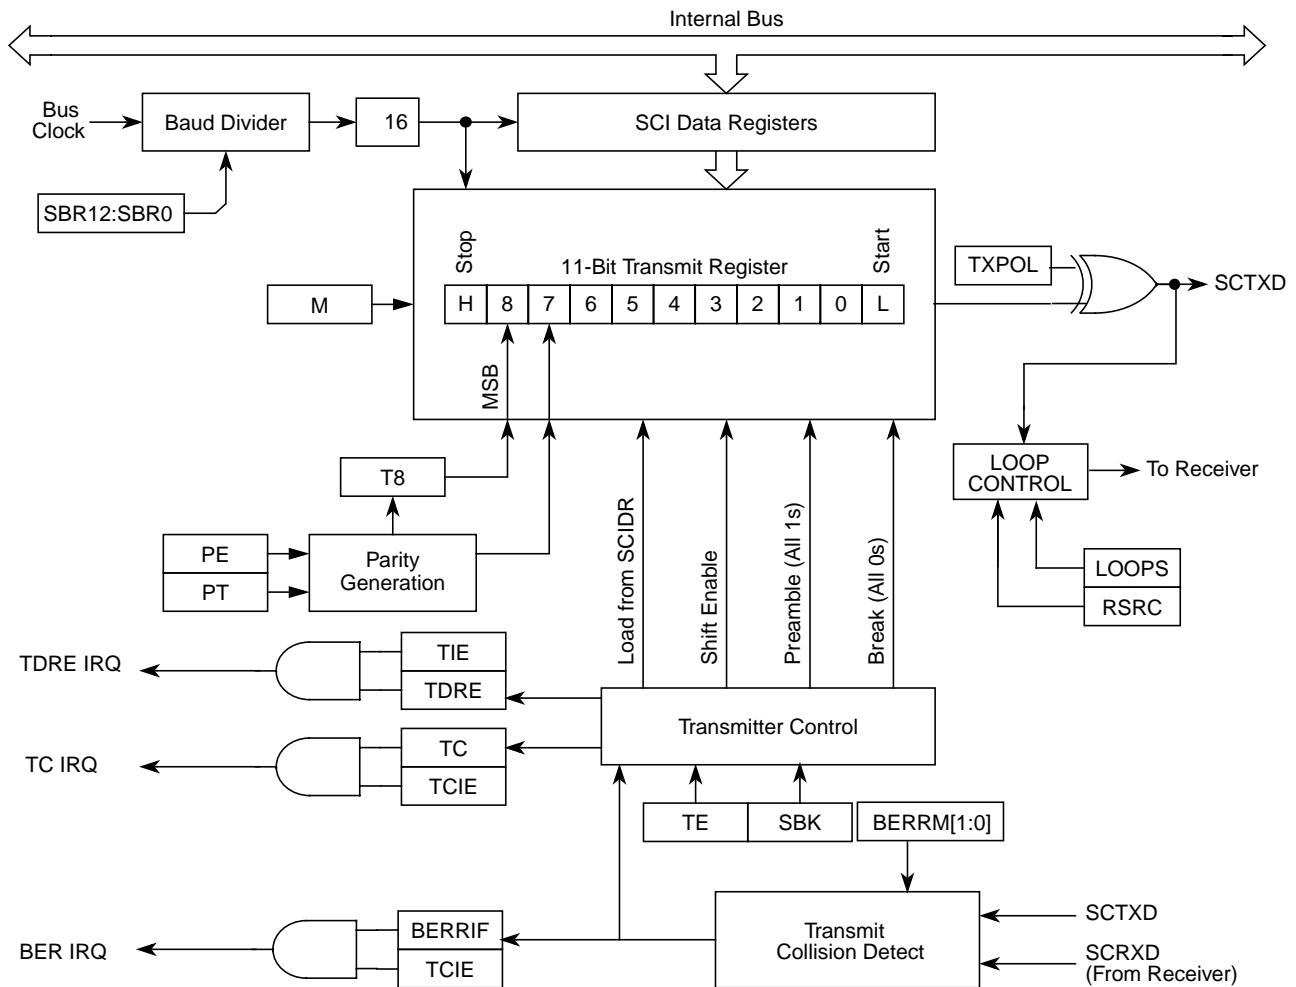 Internal Bus
Bus
Clock
Baud Divider
16
SCI Data Registers
SBR12:SBR0
Stop
11-Bit Transmit Register
Start
M
H 8 7 6 5 4 3 2 1 0 L
TXPOL
SCTXD
MSB
T8
LOOP
CONTROL
To Receiver
PE
PT
Parity
Generation
LOOPS
RSRC
Load from SCIDR
Shift Enable
Preamble (All 1s)
Break (All 0s)
TDRE IRQ
TIE
TDRE
Transmitter Control
TC IRQ
TC
TCIE
TE
SBK
BERRM[1:0]
BER IRQ
BERRIF
TCIE
Transmit
Collision Detect
SCTXD
SCRXD
(From Receiver)